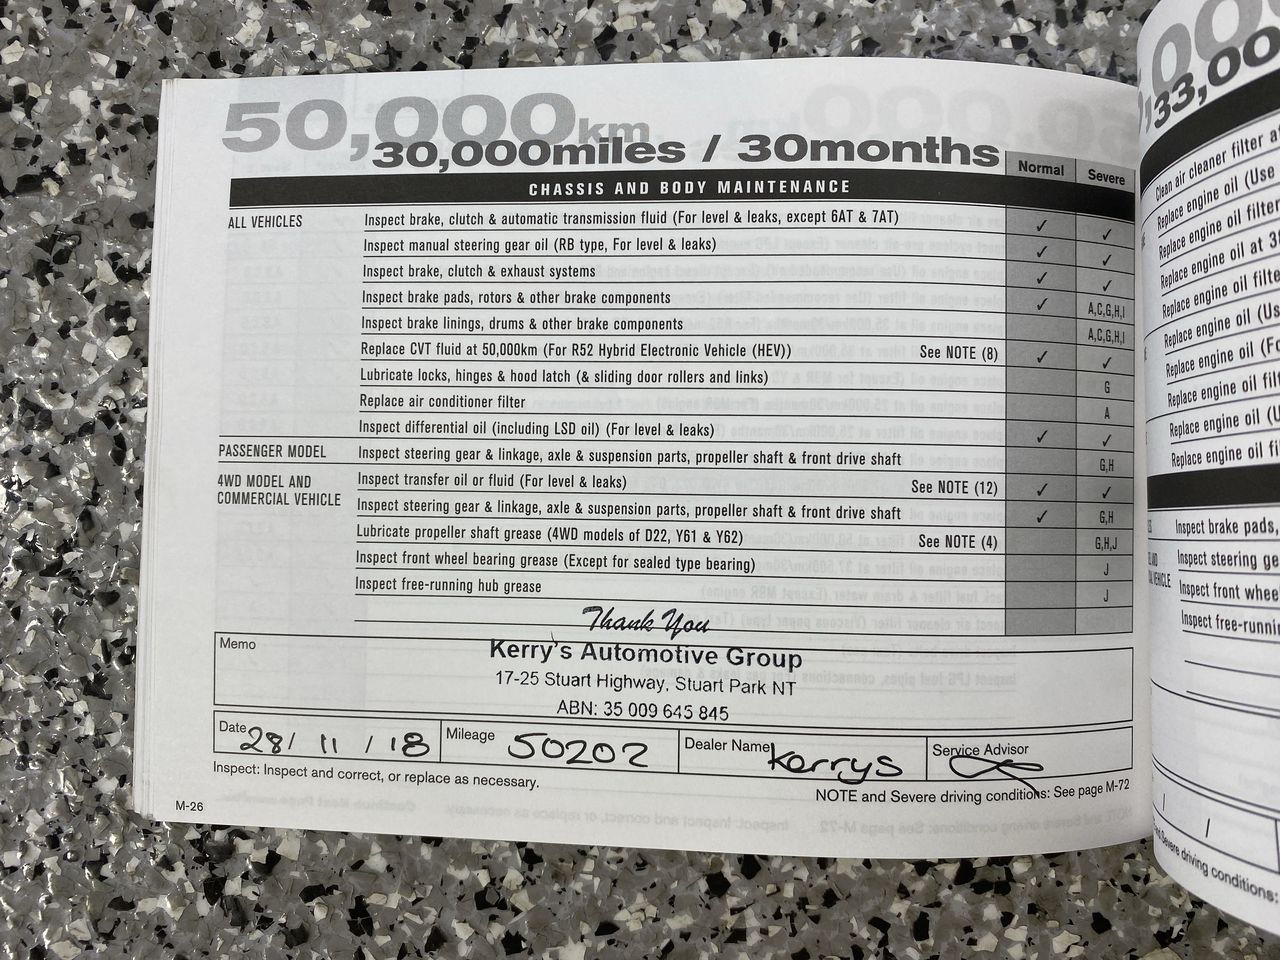 50,000km
30,000miles / 30months
Normal Severe
CHASSIS AND BODY MAINTENANCE
ALL VEHICLES Inspect brake, clutch & automatic transmission fluid (For level & leaks, except 6AT & 7AT) ✓ ✓
Inspect manual steering gear oil (RB type, For level & leaks) ✓ ✓
Inspect brake, clutch & exhaust systems ✓ ✓
Inspect brake pads, rotors & other brake components ✓ A,C,G,H,I
Inspect brake linings, drums & other brake components A,C,G,H,I
Replace CVT fluid at 50,000km (For R52 Hybrid Electronic Vehicle (HEV)) See NOTE (8) ✓ ✓
Lubricate locks, hinges & hood latch (& sliding door rollers and links) G
Replace air conditioner filter A
Inspect differential oil (including LSD oil) (For level & leaks) ✓ ✓
PASSENGER MODEL Inspect steering gear & linkage, axle & suspension parts, propeller shaft & front drive shaft G,H
4WD MODEL AND Inspect transfer oil or fluid (For level & leaks) See NOTE (12) ✓ ✓
COMMERCIAL VEHICLE Inspect steering gear & linkage, axle & suspension parts, propeller shaft & front drive shaft ✓ G,H
Lubricate propeller shaft grease (4WD models of D22, Y61 & Y62) See NOTE (4) G,H,J
Inspect front wheel bearing grease (Except for sealed type bearing) J
Inspect free-running hub grease J
Thank You
Memo Kerry's Automotive Group
17-25 Stuart Highway, Stuart Park NT
ABN: 35 009 645 845
Date 28/ 11 / 18 Mileage 50202 Dealer Name Kerrys Service Advisor
Inspect: Inspect and correct, or replace as necessary.
NOTE and Severe driving conditions: See page M-72
M-26
33,00
Clean air cleaner filter
Replace engine oil (Use
Replace engine oil filter
Replace engine oil at
Replace engine oil filte
Replace engine oil (Us
Replace engine oil (Fo
Replace engine oil filt
Replace engine oil (
Replace engine oil fi
Inspect brake pads,
Inspect steering ge
Inspect front whee
Inspect free-runnin
Severe driving conditions: